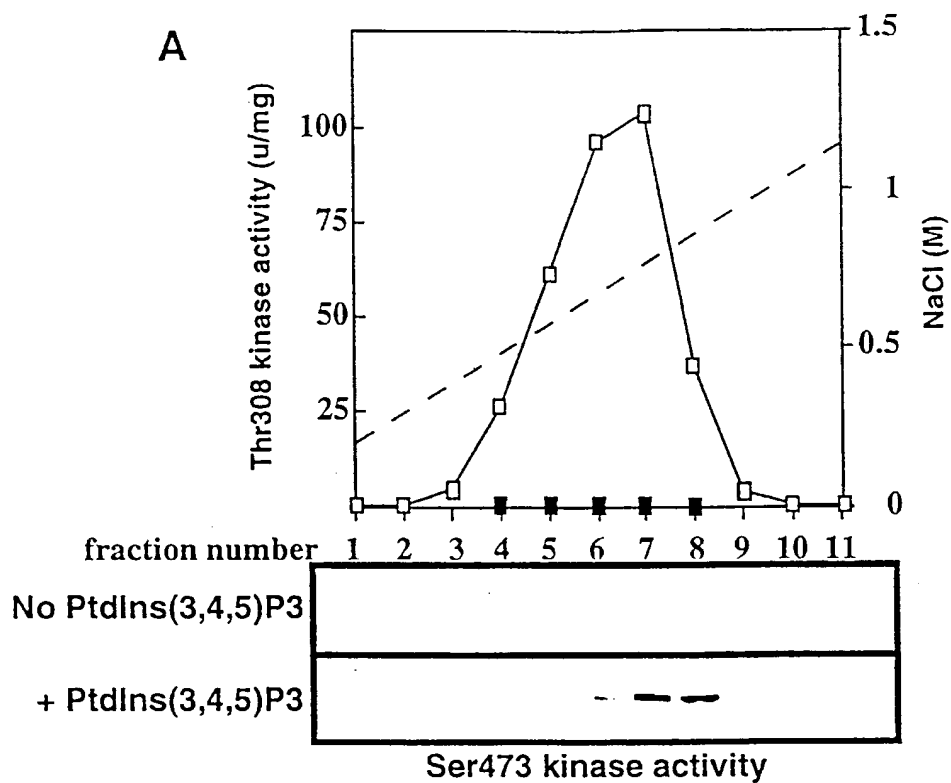 A
Thr308 kinase activity (u/mg)
100
75
50
25
1.5
1
0.5
0
NaCl (M)
fraction number 1 2 3 4 5 6 7 8 9 10 11
No PtdIns(3,4,5)P3
+ PtdIns(3,4,5)P3
Ser473 kinase activity